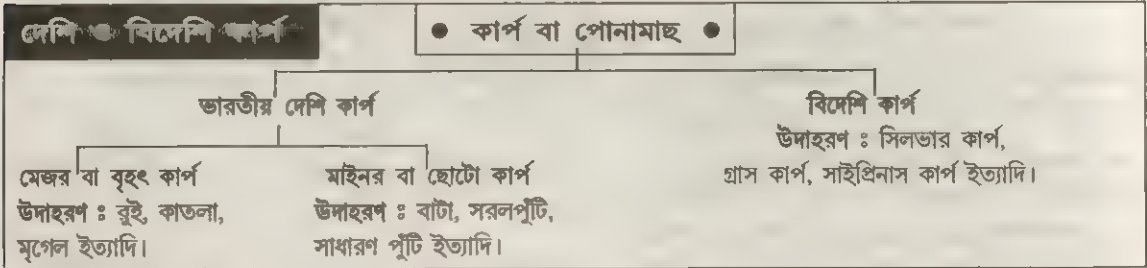 দেশি ও বিদেশি কার্প
● কার্প বা পোনামাছ ●
ভারতীয় দেশি কার্প
বিদেশি কার্প
উদাহরণ ঃ সিলভার কার্প,
গ্রাস কার্প, সাইপ্রিনাস কার্প ইত্যাদি।
মেজর বা বৃহৎ কার্প
উদাহরণ ঃ রুই, কাতলা,
মৃগেল ইত্যাদি।
মাইনর বা ছোটো কার্প
উদাহরণ ঃ বাটা, সরলপুঁটি,
সাধারণ পুঁটি ইত্যাদি।